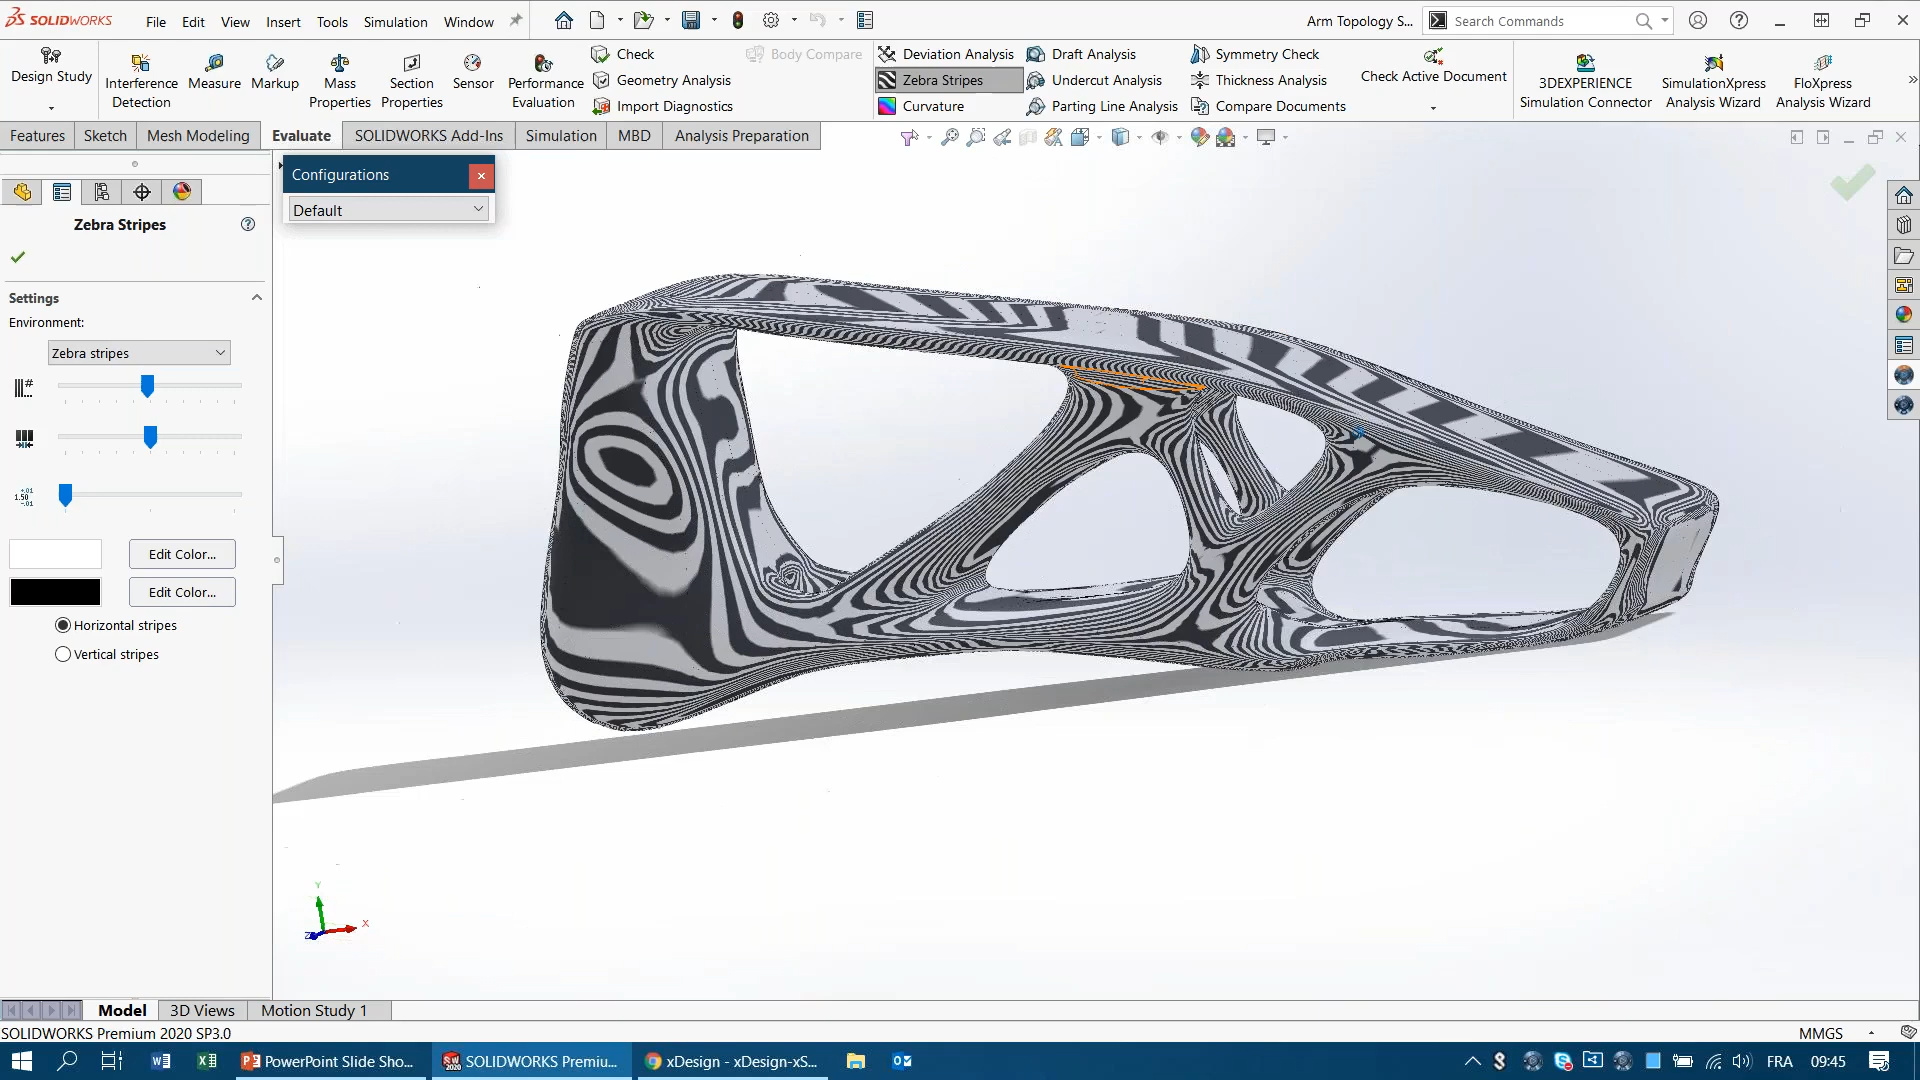 SOLIDWORKS File Edit View Insert Tools Simulation Window Arm Topology S... Search Commands
Design Study
Interference Detection
Measure
Markup
Mass Properties
Section Properties
Sensor
Performance Evaluation
Check
Geometry Analysis
Import Diagnostics
Body Compare
Deviation Analysis
Zebra Stripes
Curvature
Draft Analysis
Undercut Analysis
Parting Line Analysis
Symmetry Check
Thickness Analysis
Compare Documents
Check Active Document
3DEXPERIENCE Simulation Connector
SimulationXpress Analysis Wizard
FloXpress Analysis Wizard
Features Sketch Mesh Modeling Evaluate SOLIDWORKS Add-Ins Simulation MBD Analysis Preparation
Configurations
Default
Zebra Stripes
Settings
Environment:
Zebra stripes
Edit Color...
Edit Color...
Horizontal stripes
Vertical stripes
Y
X
Z
Model 3D Views Motion Study 1
SOLIDWORKS Premium 2020 SP3.0
MMGS
PowerPoint Slide Sho... SOLIDWORKS Premiu... xDesign - xDesign-xS... FRA 09:45